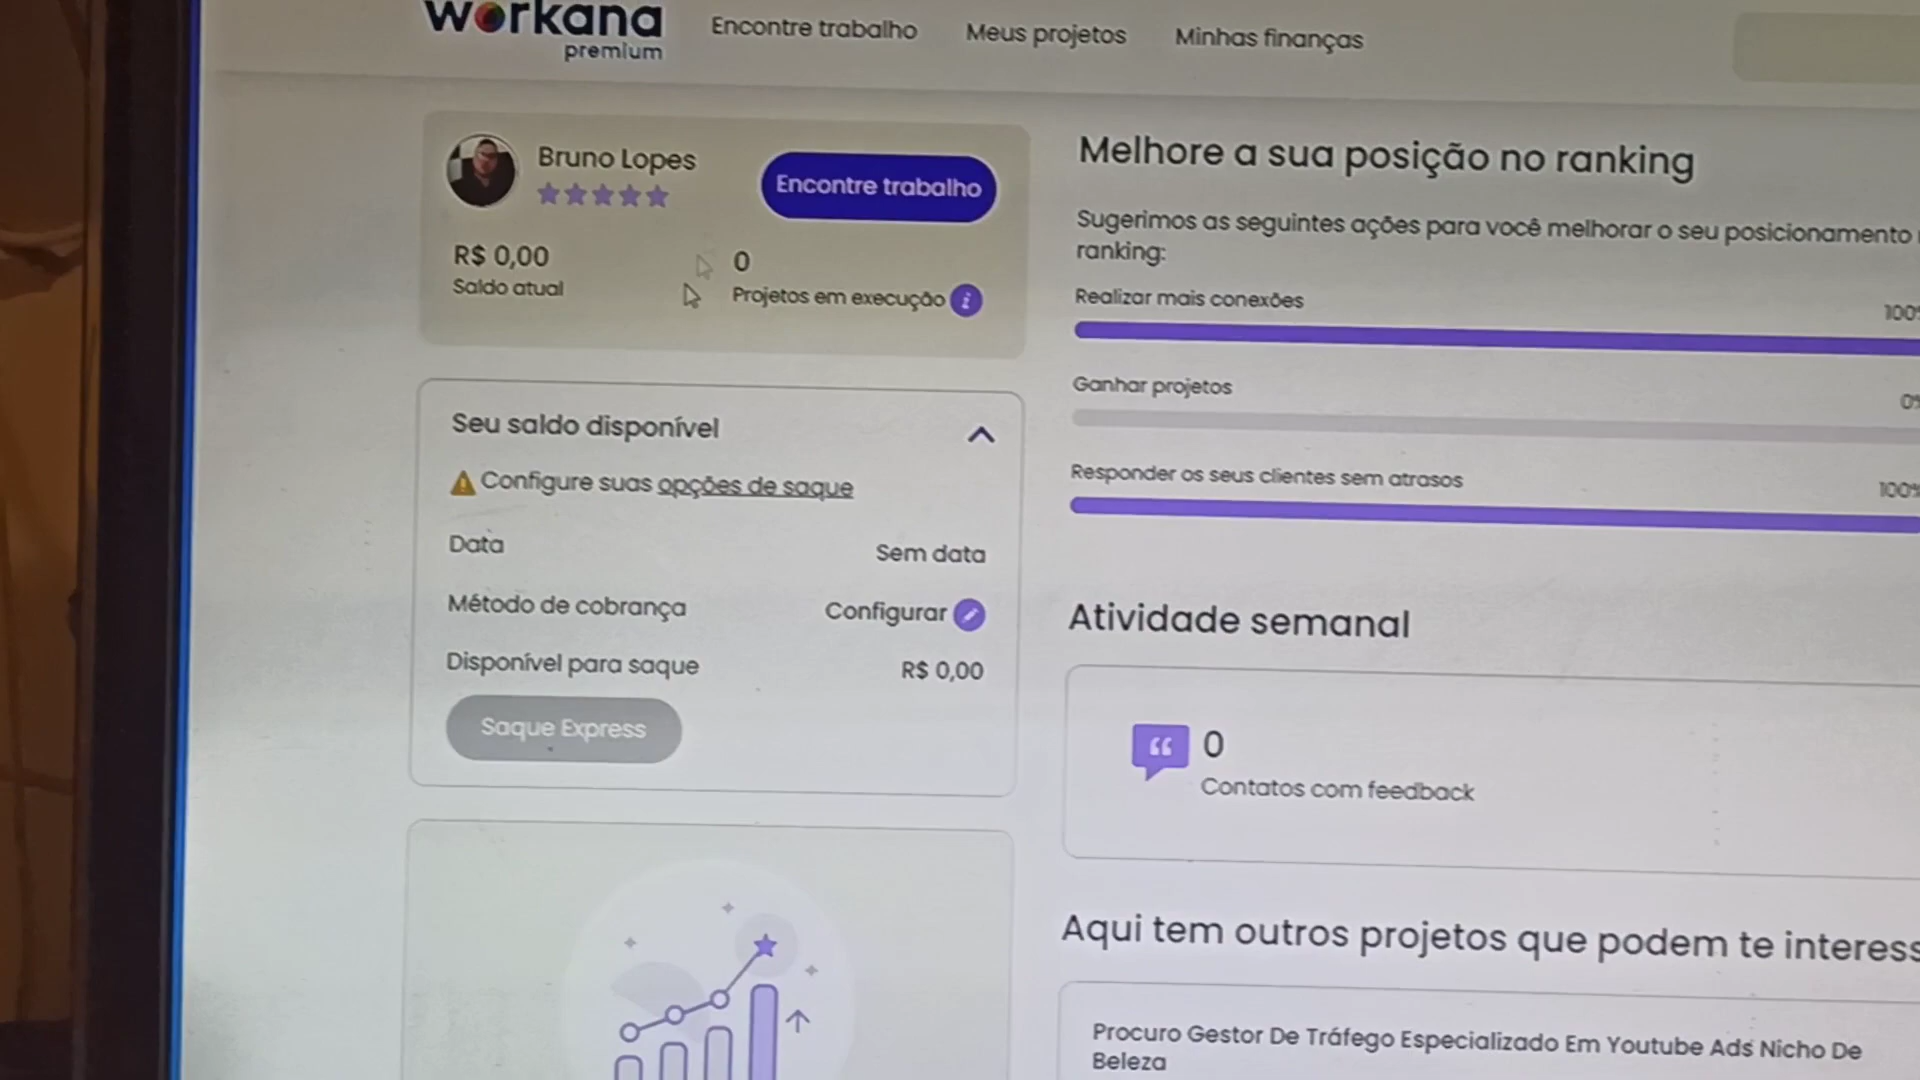 workana
premium
Encontre trabalho
Meus projetos
Minhas finanças
Bruno Lopes
Encontre trabalho
R$ 0,00
Saldo atual
0
Projetos em execução
Seu saldo disponível
Configure suas opções de saque
Data
Sem data
Método de cobrança
Configurar
Disponível para saque
R$ 0,00
Saque Express
Melhore a sua posição no ranking
Sugerimos as seguintes ações para você melhorar o seu posicionamento
ranking:
Realizar mais conexões
100%
Ganhar projetos
0%
Responder os seus clientes sem atrasos
100%
Atividade semanal
0
Contatos com feedback
Aqui tem outros projetos que podem te interess
Procuro Gestor De Tráfego Especializado Em Youtube Ads Nicho De
Beleza